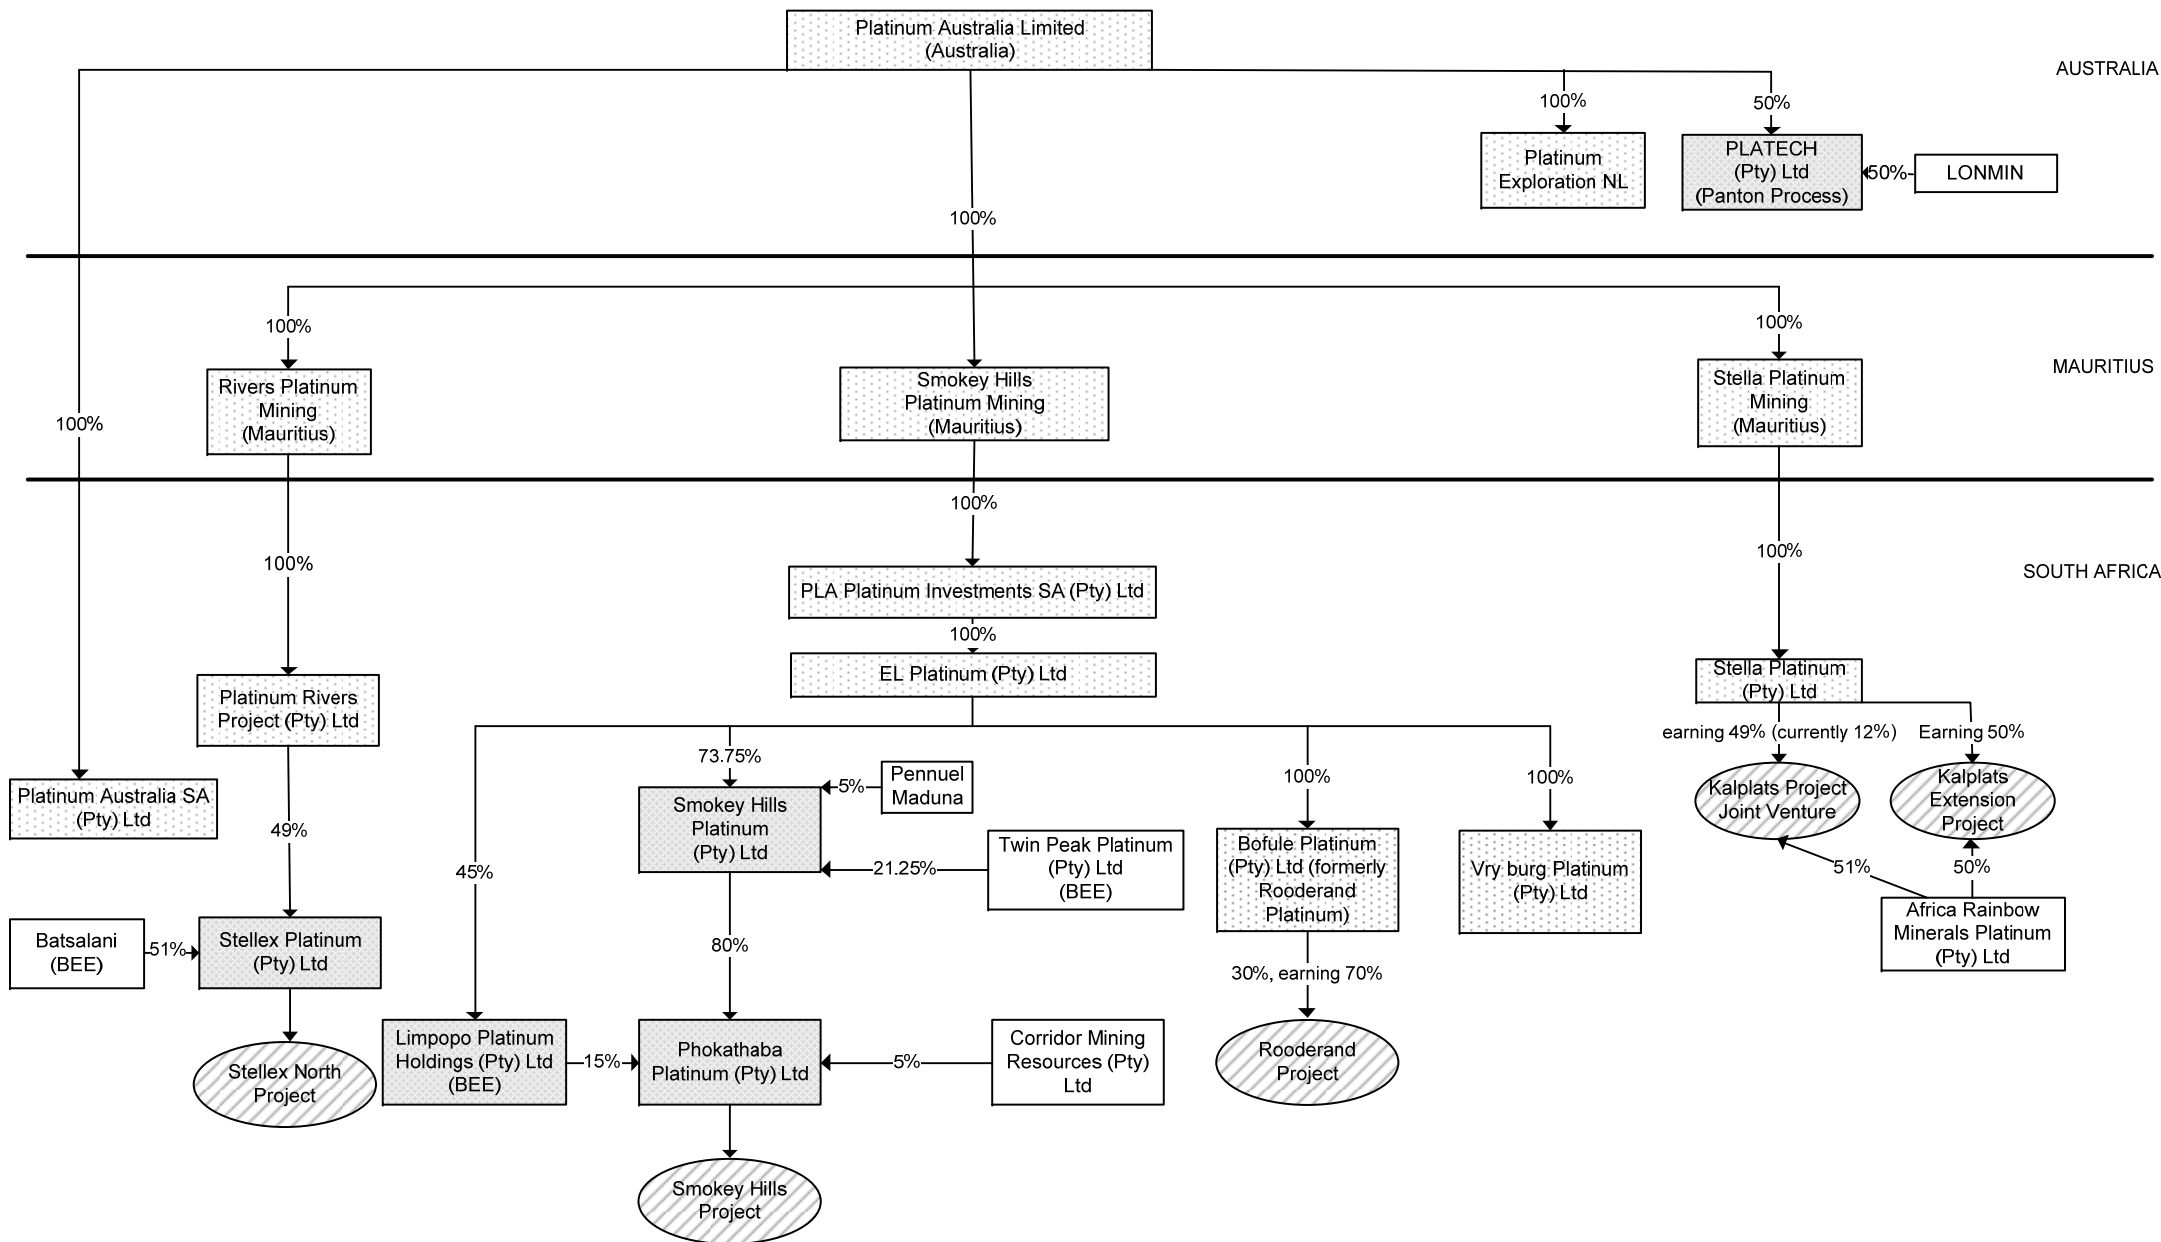 Platinum Australia Limited
(Australia)
AUSTRALIA
100%
50%
Platinum
Exploration NL
PLATECH
(Pty) Ltd
(Panton Process)
50%
LONMIN
100%
100%
100%
MAURITIUS
Rivers Platinum
Mining
(Mauritius)
Smokey Hills
Platinum Mining
(Mauritius)
Stella Platinum
Mining
(Mauritius)
100%
100%
100%
100%
SOUTH AFRICA
PLA Platinum Investments SA (Pty) Ltd
100%
EL Platinum (Pty) Ltd
Stella Platinum
(Pty) Ltd
Platinum Rivers
Project (Pty) Ltd
earning 49% (currently 12%)
Earning 50%
73.75%
100%
100%
Pennuel
Maduna
5%
Platinum Australia SA
(Pty) Ltd
49%
Smokey Hills
Platinum
(Pty) Ltd
Kalplats Project
Joint Venture
Kalplats
Extension
Project
45%
21.25%
Twin Peak Platinum
(Pty) Ltd
(BEE)
Bofule Platinum
(Pty) Ltd (formerly
Rooderand
Platinum)
Vry burg Platinum
(Pty) Ltd
51%
50%
Africa Rainbow
Minerals Platinum
(Pty) Ltd
Batsalani
(BEE)
51%
Stellex Platinum
(Pty) Ltd
80%
30%, earning 70%
Limpopo Platinum
Holdings (Pty) Ltd
(BEE)
15%
Phokathaba
Platinum (Pty) Ltd
5%
Corridor Mining
Resources (Pty)
Ltd
Rooderand
Project
Stellex North
Project
Smokey Hills
Project